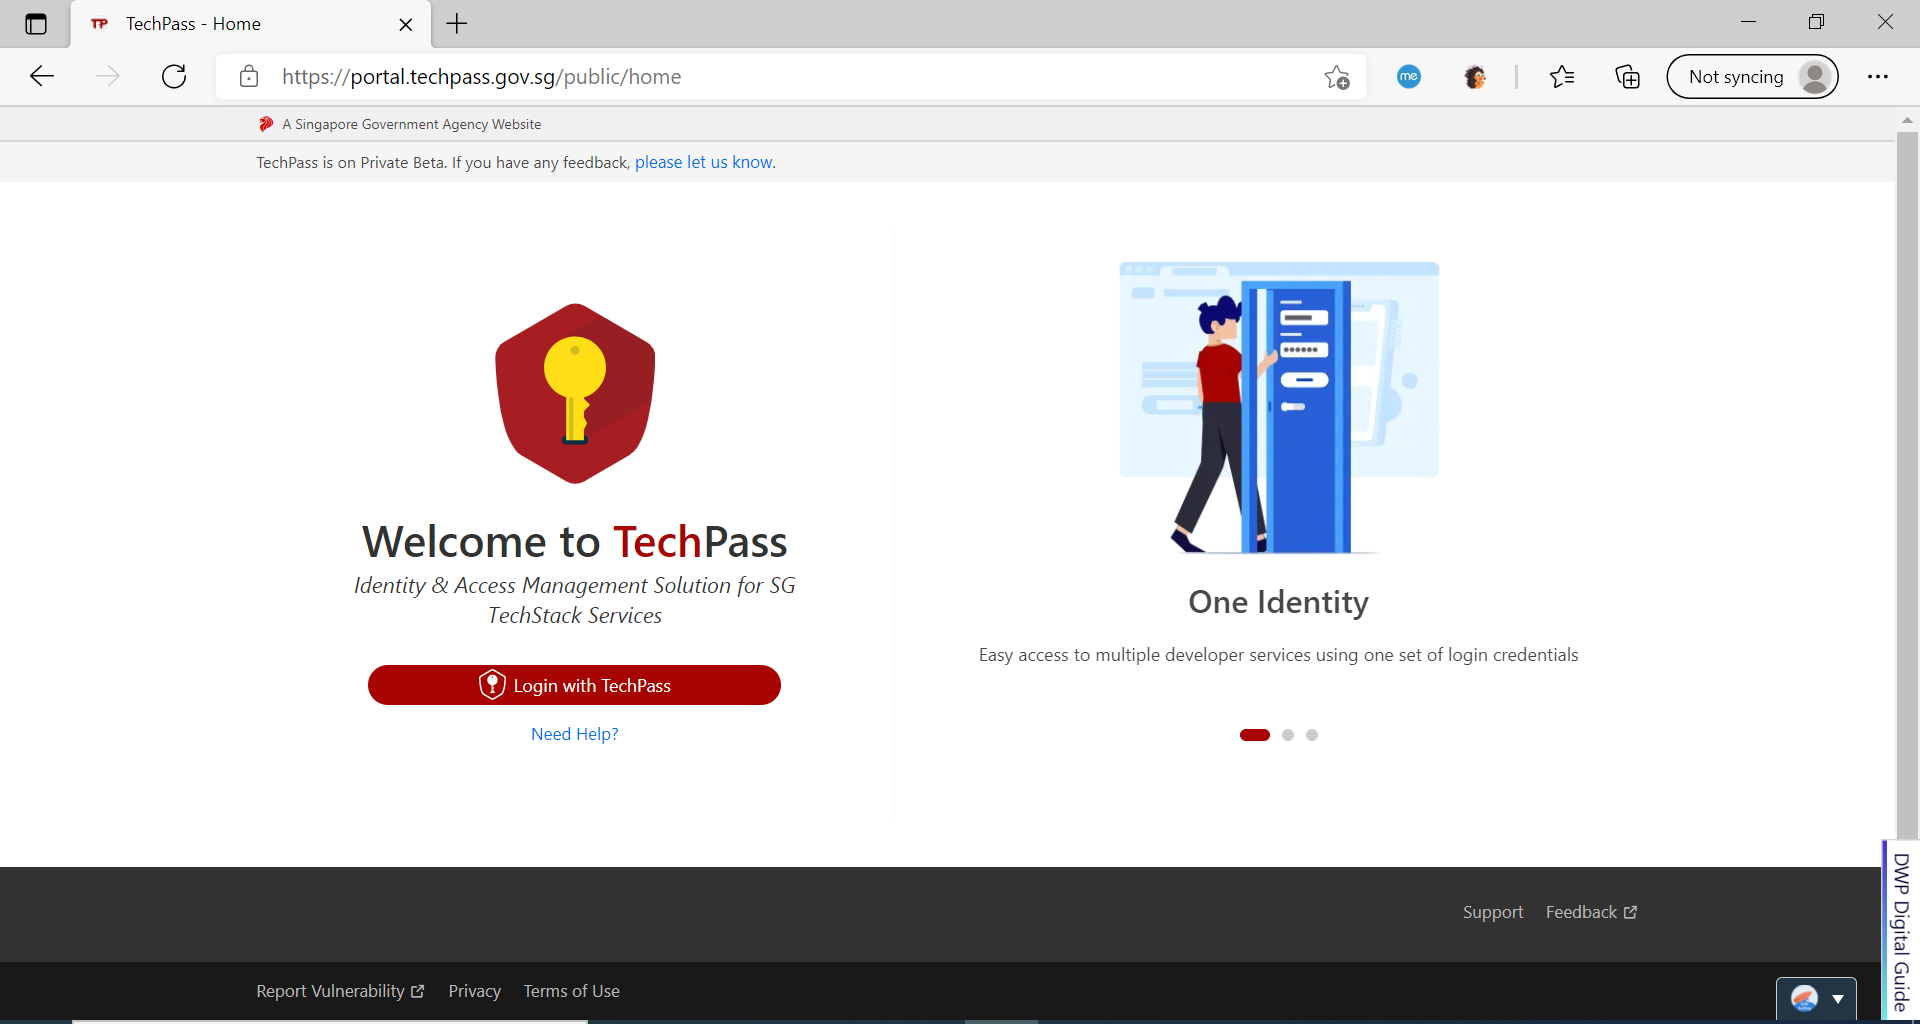 TP TechPass - Home
https://portal.techpass.gov.sg/public/home
me
Not syncing
A Singapore Government Agency Website
TechPass is on Private Beta. If you have any feedback, please let us know.
Welcome to TechPass
Identity & Access Management Solution for SG
TechStack Services
Login with TechPass
Need Help?
One Identity
Easy access to multiple developer services using one set of login credentials
Support Feedback
Report Vulnerability Privacy Terms of Use
DWP Digital Guide